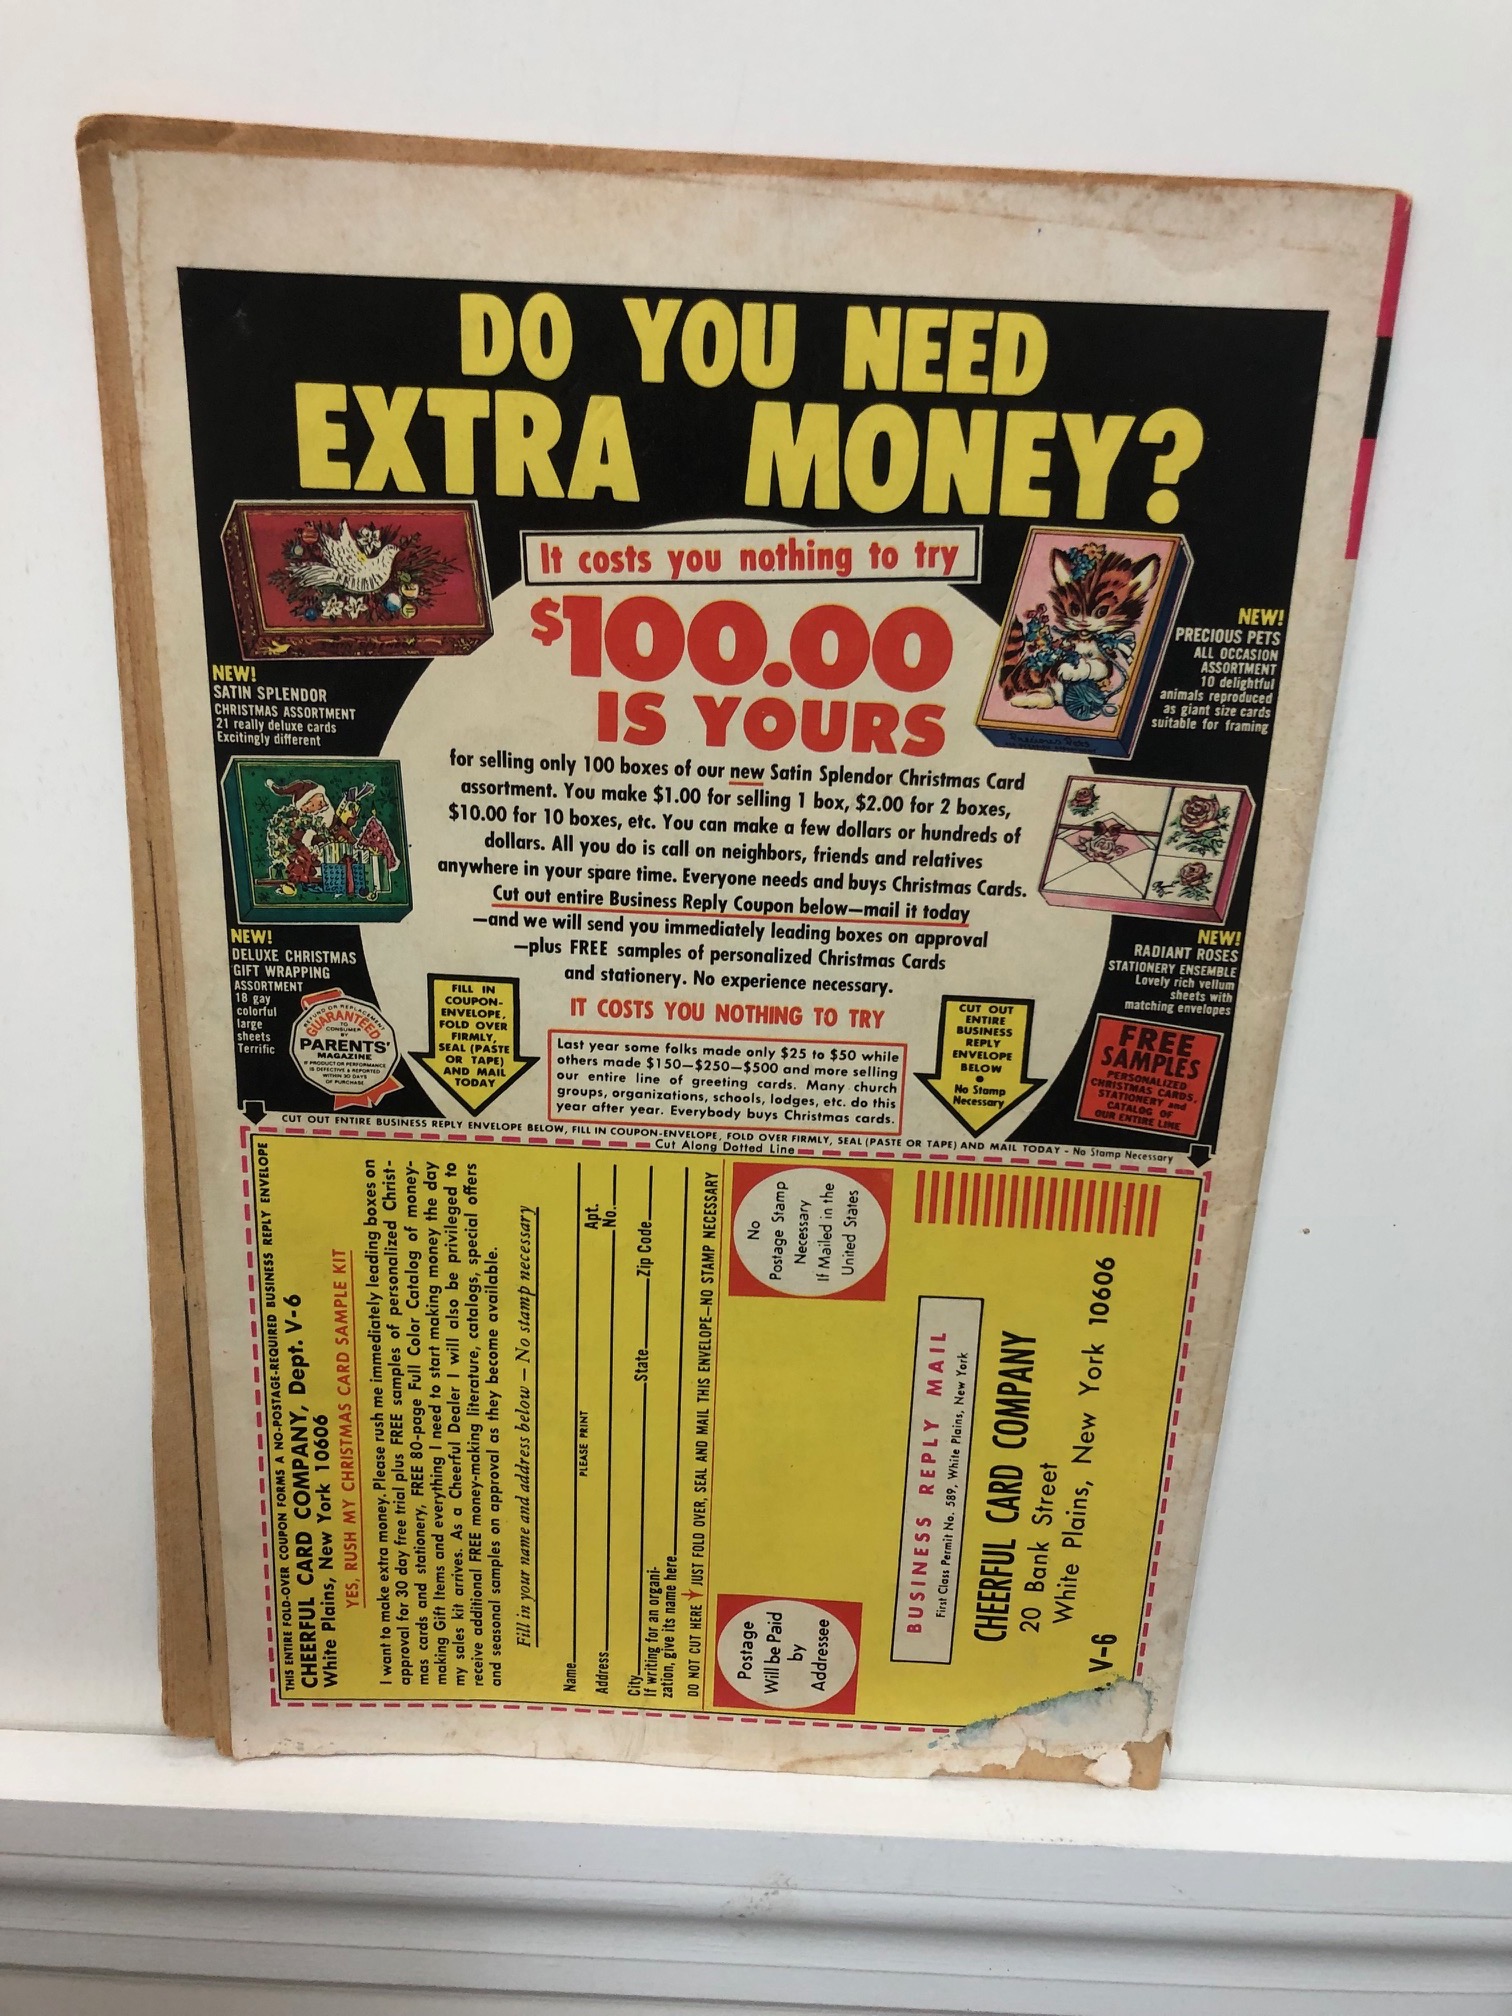 DO YOU NEED
EXTRA MONEY?
It costs you nothing to try
$100.00
IS YOURS
for selling only 100 boxes of our new Satin Splendor Christmas Card
assortment. You make $1.00 for selling 1 box, $2.00 for 2 boxes,
$10.00 for 10 boxes, etc. You can make a few dollars or hundreds of
dollars. All you do is call on neighbors, friends and relatives
anywhere in your spare time. Everyone needs and buys Christmas Cards.
Cut out entire Business Reply Coupon below—mail it today
—and we will send you immediately leading boxes on approval
—plus FREE samples of personalized Christmas Cards
and stationery. No experience necessary.
IT COSTS YOU NOTHING TO TRY
Last year some folks made only $25 to $50 while
others made $150—$250—$500 and more selling
our entire line of greeting cards. Many church
groups, organizations, schools, lodges, etc. do this
year after year. Everybody buys Christmas cards.
NEW!
SATIN SPLENDOR
CHRISTMAS ASSORTMENT
21 really deluxe cards
Excitingly different
NEW!
DELUXE CHRISTMAS
GIFT WRAPPING
ASSORTMENT
18 gay
colorful
large
sheets
Terrific
REFUND OR REPLACEMENT
GUARANTEED
TO
CONSUMER
BY
PARENTS'
MAGAZINE
IF PRODUCT OR PERFORMANCE
IS DEFECTIVE & REPORTED
WITHIN 30 DAYS
OF PURCHASE
FILL IN
COUPON-
ENVELOPE,
FOLD OVER
FIRMLY,
SEAL (PASTE
OR TAPE)
AND MAIL
TODAY
NEW!
PRECIOUS PETS
ALL OCCASION
ASSORTMENT
10 delightful
animals reproduced
as giant size cards
suitable for framing
NEW!
RADIANT ROSES
STATIONERY ENSEMBLE
Lovely rich vellum
sheets with
matching envelopes
CUT OUT
ENTIRE
BUSINESS
REPLY
ENVELOPE
BELOW
•
No Stamp
Necessary
FREE
SAMPLES
PERSONALIZED
CHRISTMAS CARDS,
STATIONERY and
CATALOG OF
OUR ENTIRE LINE
CUT OUT ENTIRE BUSINESS REPLY ENVELOPE BELOW, FILL IN COUPON-ENVELOPE, FOLD OVER FIRMLY, SEAL (PASTE OR TAPE) AND MAIL TODAY - No Stamp Necessary
Cut Along Dotted Line
THIS ENTIRE FOLD-OVER COUPON FORMS A NO-POSTAGE-REQUIRED BUSINESS REPLY ENVELOPE
CHEERFUL CARD COMPANY, Dept. V-6
White Plains, New York 10606
YES, RUSH MY CHRISTMAS CARD SAMPLE KIT
I want to make extra money. Please rush me immediately leading boxes on
approval for 30 day free trial plus FREE samples of personalized Christ-
mas cards and stationery, FREE 80-page Full Color Catalog of money-
making Gift Items and everything I need to start making money the day
my sales kit arrives. As a Cheerful Dealer I will also be privileged to
receive additional FREE money-making literature, catalogs, special offers
and seasonal samples on approval as they become available.
Fill in your name and address below — No stamp necessary
Name
PLEASE PRINT
Address Apt. No.
City State Zip Code
If writing for an organi-
zation, give its name here
DO NOT CUT HERE JUST FOLD OVER, SEAL AND MAIL THIS ENVELOPE—NO STAMP NECESSARY
No
Postage Stamp
Necessary
If Mailed in the
United States
Postage
Will be Paid
by
Addressee
BUSINESS REPLY MAIL
First Class Permit No. 589, White Plains, New York
CHEERFUL CARD COMPANY
20 Bank Street
White Plains, New York 10606
V-6